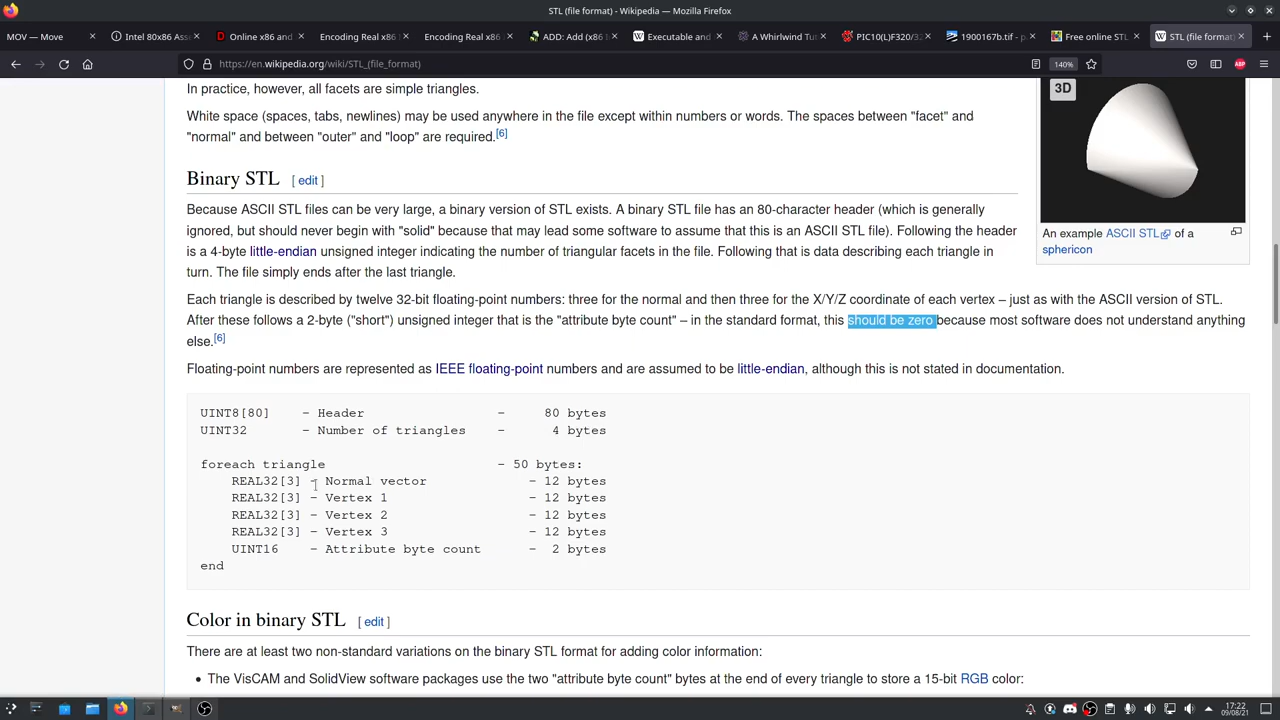 STL (file format) - Wikipedia — Mozilla Firefox
MOV — Move
Intel 80x86 Asse
Online x86 and
Encoding Real x86
Encoding Real x86
ADD: Add (x86
Executable and
A Whirlwind Tut
PIC10(L)F320/32
1900167b.tif - p
Free online STL
STL (file format)
https://en.wikipedia.org/wiki/STL_(file_format)
140%
ABP
In practice, however, all facets are simple triangles.
White space (spaces, tabs, newlines) may be used anywhere in the file except within numbers or words. The spaces between "facet" and
"normal" and between "outer" and "loop" are required.[6]
3D
An example ASCII STL of a
sphericon
Binary STL [ edit ]
Because ASCII STL files can be very large, a binary version of STL exists. A binary STL file has an 80-character header (which is generally
ignored, but should never begin with "solid" because that may lead some software to assume that this is an ASCII STL file). Following the header
is a 4-byte little-endian unsigned integer indicating the number of triangular facets in the file. Following that is data describing each triangle in
turn. The file simply ends after the last triangle.
Each triangle is described by twelve 32-bit floating-point numbers: three for the normal and then three for the X/Y/Z coordinate of each vertex – just as with the ASCII version of STL.
After these follows a 2-byte ("short") unsigned integer that is the "attribute byte count" – in the standard format, this should be zero because most software does not understand anything
else.[6]
Floating-point numbers are represented as IEEE floating-point numbers and are assumed to be little-endian, although this is not stated in documentation.
UINT8[80] – Header - 80 bytes
UINT32 – Number of triangles - 4 bytes
foreach triangle - 50 bytes:
REAL32[3] – Normal vector - 12 bytes
REAL32[3] – Vertex 1 - 12 bytes
REAL32[3] – Vertex 2 - 12 bytes
REAL32[3] – Vertex 3 - 12 bytes
UINT16 – Attribute byte count - 2 bytes
end
Color in binary STL [ edit ]
There are at least two non-standard variations on the binary STL format for adding color information:
• The VisCAM and SolidView software packages use the two "attribute byte count" bytes at the end of every triangle to store a 15-bit RGB color:
17:22
09/08/21